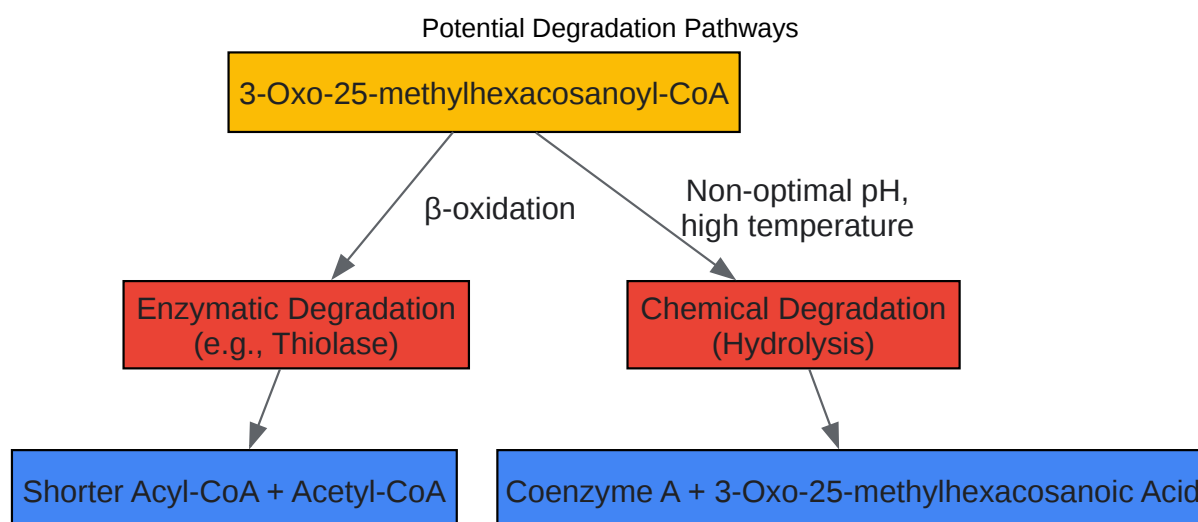 Potential Degradation Pathways
3-Oxo-25-methylhexacosanoyl-CoA
β-oxidation
Non-optimal pH,
high temperature
Enzymatic Degradation
(e.g., Thiolase)
Chemical Degradation
(Hydrolysis)
Shorter Acyl-CoA + Acetyl-CoA
Coenzyme A + 3-Oxo-25-methylhexacosanoic Acid